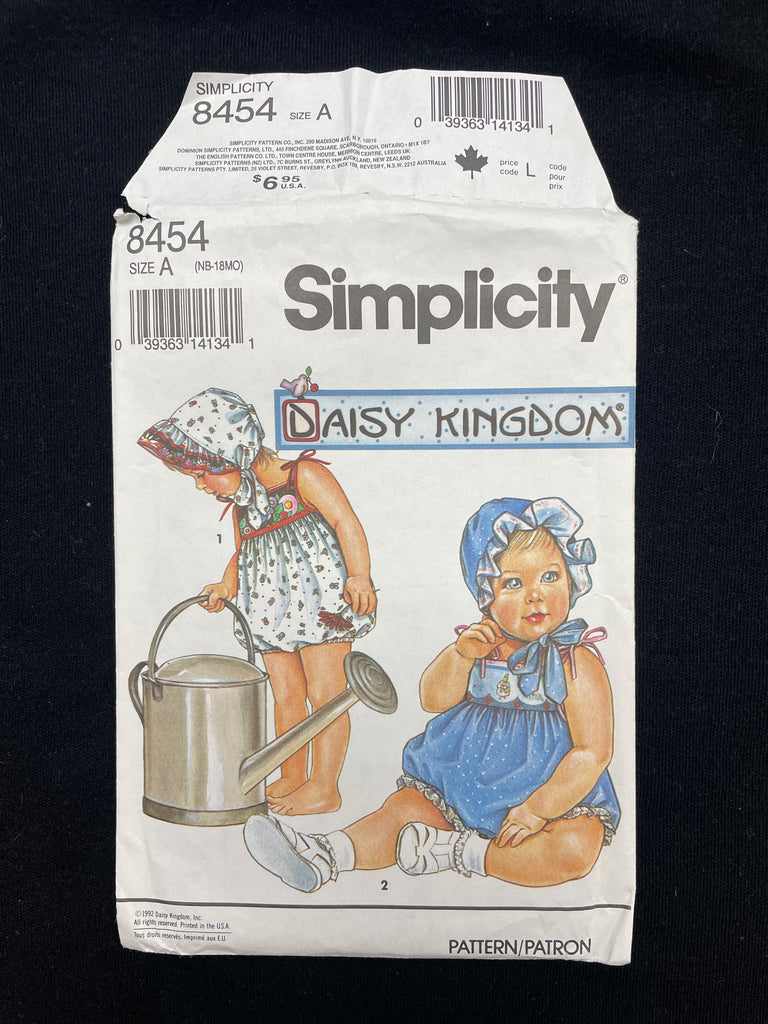 SIMPLICITY
8454 SIZE A
0 39363 14134 1
SIMPLICITY PATTERN CO., INC. 200 MADISON AVE, N.Y. 10016
DOMINION SIMPLICITY PATTERNS, LTD., 445 FINCHDENE SQUARE, SCARBOROUGH, ONTARIO - M1X 1B7
THE ENGLISH PATTERN CO. LTD., TOWN CENTRE HOUSE, MERRION CENTRE, LEEDS UK
SIMPLICITY PATTERNS (NZ) LTD., 7C BURNS ST., GREYLYNN AUCKLAND, NEW ZEALAND
SIMPLICITY PATTERNS PTY. LIMITED, 25 VIOLET STREET, REVESBY, P.O. BOX 109, REVESBY, N.S.W. 2212 AUSTRALIA
$6.95
U.S.A.
price code L code pour prix
8454
SIZE A (NB-18MO)
0 39363 14134 1
Simplicity®
DAISY KINGDOM®
1
2
©1992 Daisy Kingdom, Inc.
All rights reserved. Printed in the U.S.A.
Tous droits reservés. Imprimé aux E.U.
PATTERN/PATRON